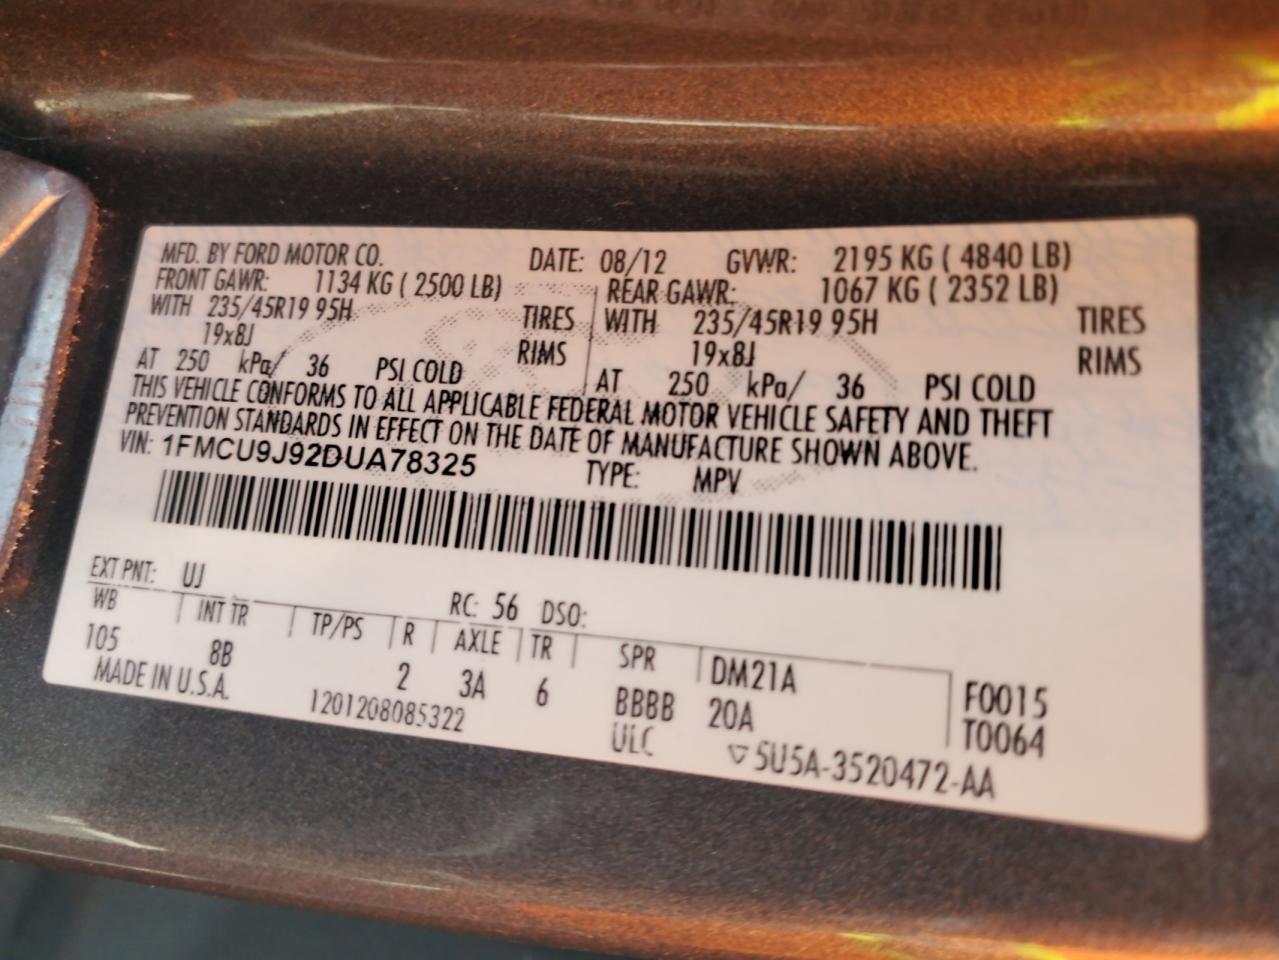 MFD. BY FORD MOTOR CO. DATE: 08/12 GVWR: 2195 KG ( 4840 LB)
FRONT GAWR: 1134 KG ( 2500 LB) REAR GAWR: 1067 KG ( 2352 LB)
WITH 235/45R19 95H TIRES WITH 235/45R19 95H TIRES
19x8J RIMS 19x8J RIMS
AT 250 kPa/ 36 PSI COLD AT 250 kPa/ 36 PSI COLD
THIS VEHICLE CONFORMS TO ALL APPLICABLE FEDERAL MOTOR VEHICLE SAFETY AND THEFT
PREVENTION STANDARDS IN EFFECT ON THE DATE OF MANUFACTURE SHOWN ABOVE.
VIN: 1FMCU9J92DUA78325 TYPE: MPV
EXT PNT: UJ RC: 56 DSO:
WB INT TR TP/PS R AXLE TR SPR DM21A F0015
105 8B 2 3A 6 BBBB 20A T0064
MADE IN U.S.A. 1201208085322 ULC ▽5U5A-3520472-AA